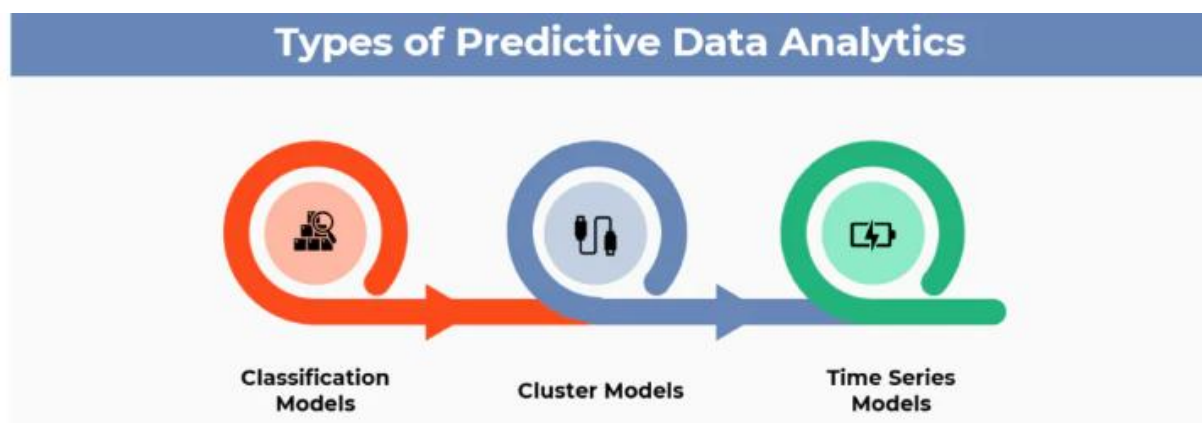 Types of Predictive Data Analytics
Classification
Models
Cluster Models
Time Series
Models